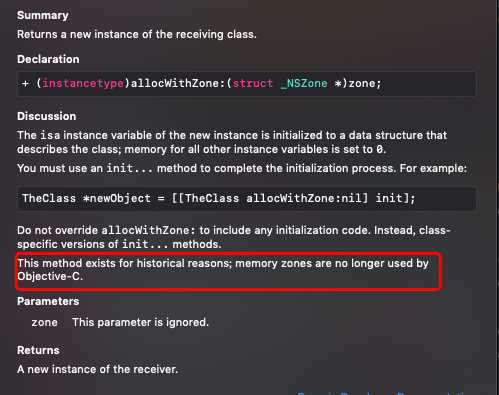 Summary
Returns a new instance of the receiving class.
Declaration
+ (instancetype)allocWithZone:(struct _NSZone *)zone;
Discussion
The isa instance variable of the new instance is initialized to a data structure that
describes the class; memory for all other instance variables is set to 0.
You must use an init... method to complete the initialization process. For example:
TheClass *newObject = [[TheClass allocWithZone:nil] init];
Do not override allocWithZone: to include any initialization code. Instead, class-
specific versions of init... methods.
This method exists for historical reasons; memory zones are no longer used by
Objective-C.
Parameters
zone This parameter is ignored.
Returns
A new instance of the receiver.